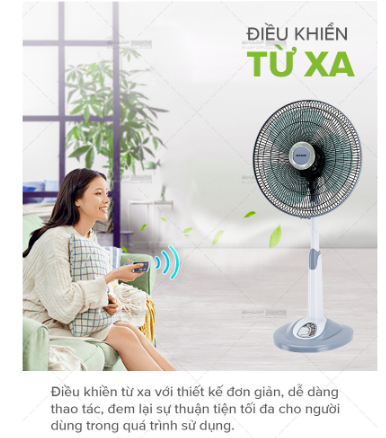 ĐIỀU KHIỂN
TỪ XA
Điều khiển từ xa với thiết kế đơn giản, dễ dàng
thao tác, đem lại sự thuận tiện tối đa cho người
dùng trong quá trình sử dụng.